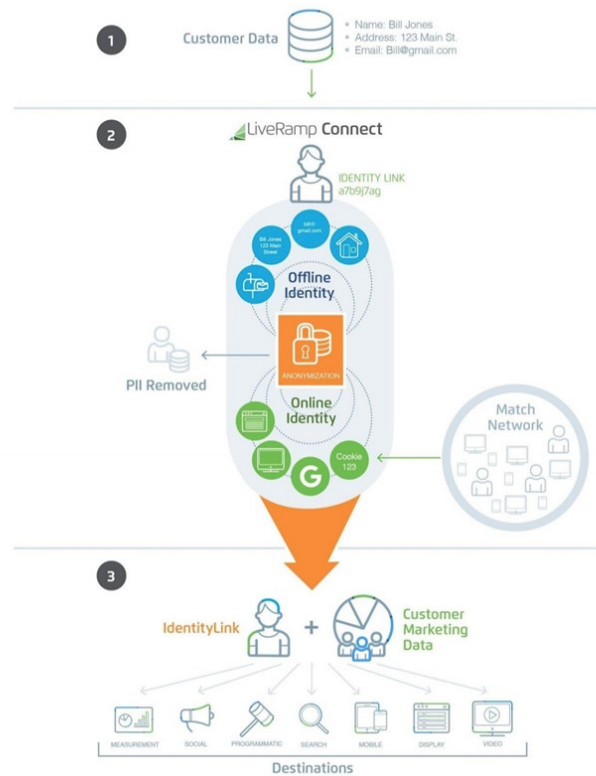 1
Customer Data
• Name: Bill Jones
• Address: 123 Main St.
• Email: Bill@gmail.com
2
LiveRamp Connect
IDENTITY LINK
a7b9j7ag
Bill Jones
123 Main
Street
gmail.com
Offline
Identity
ANONYMIZATION
PII Removed
Online
Identity
Cookie
123
G
Match
Network
3
IdentityLink
+
Customer
Marketing
Data
MEASUREMENT
SOCIAL
PROGRAMMATIC
SEARCH
MOBILE
DISPLAY
VIDEO
Destinations